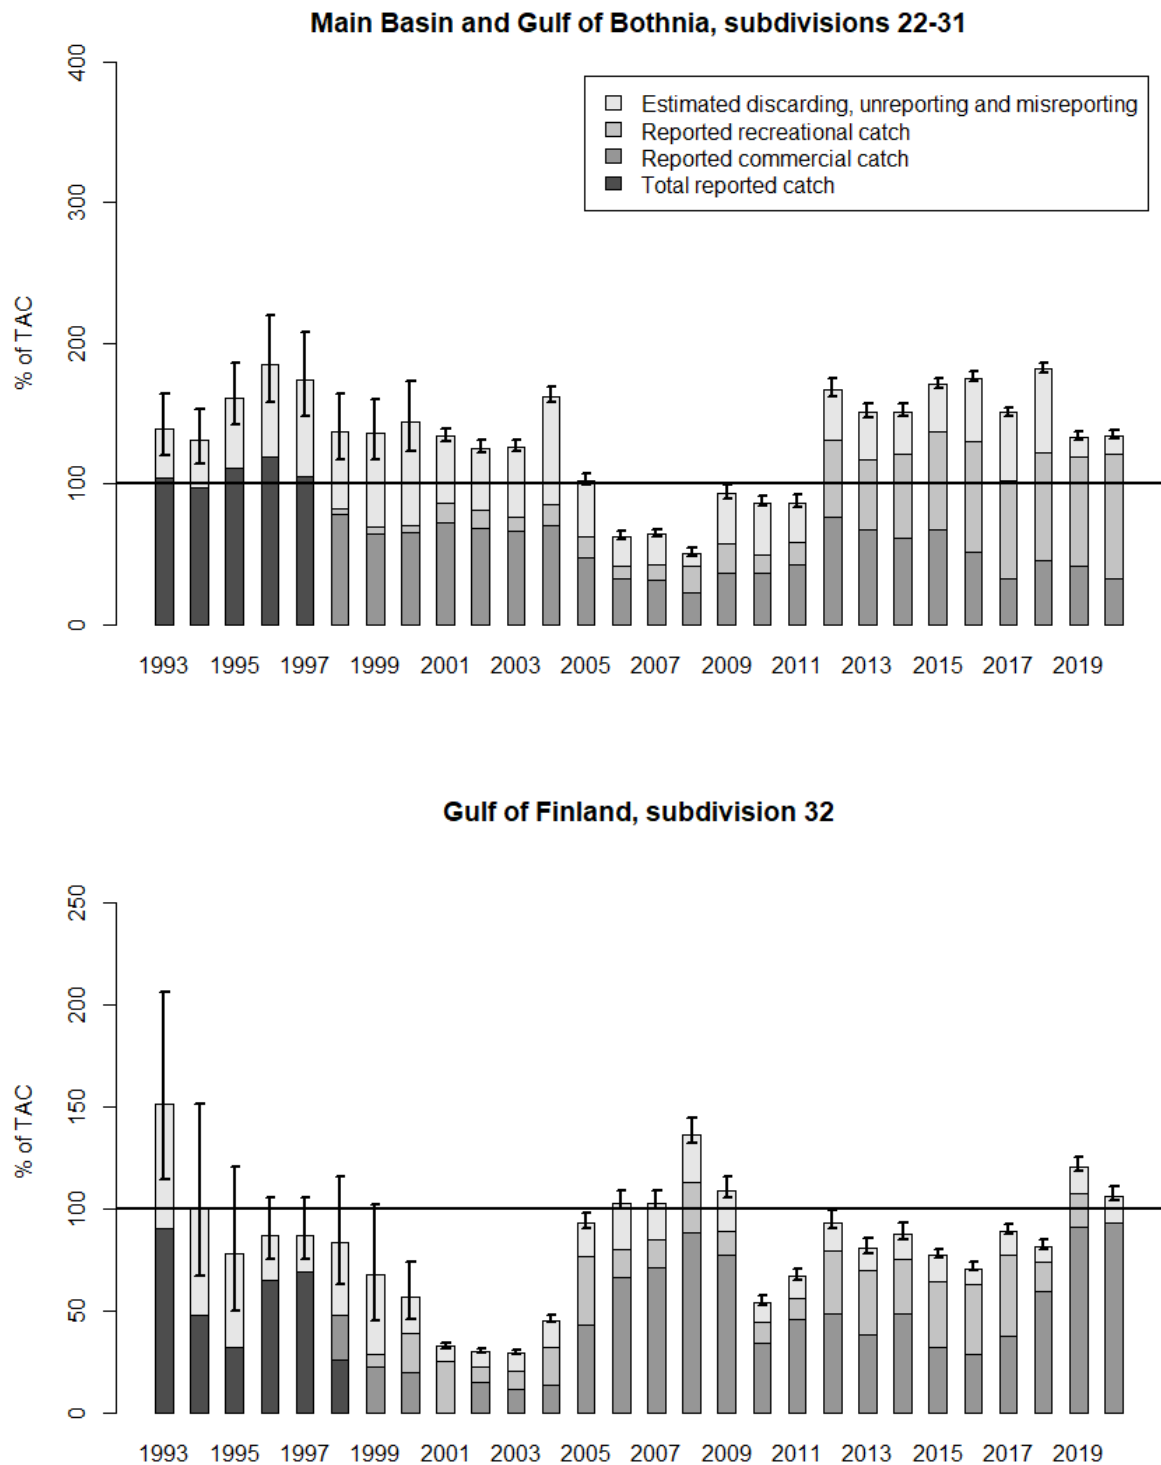 Main Basin and Gulf of Bothnia, subdivisions 22-31
400
300
200
100
0
% of TAC
Estimated discarding, unreporting and misreporting
Reported recreational catch
Reported commercial catch
Total reported catch
1993 1995 1997 1999 2001 2003 2005 2007 2009 2011 2013 2015 2017 2019
Gulf of Finland, subdivision 32
250
200
150
100
50
0
% of TAC
1993 1995 1997 1999 2001 2003 2005 2007 2009 2011 2013 2015 2017 2019